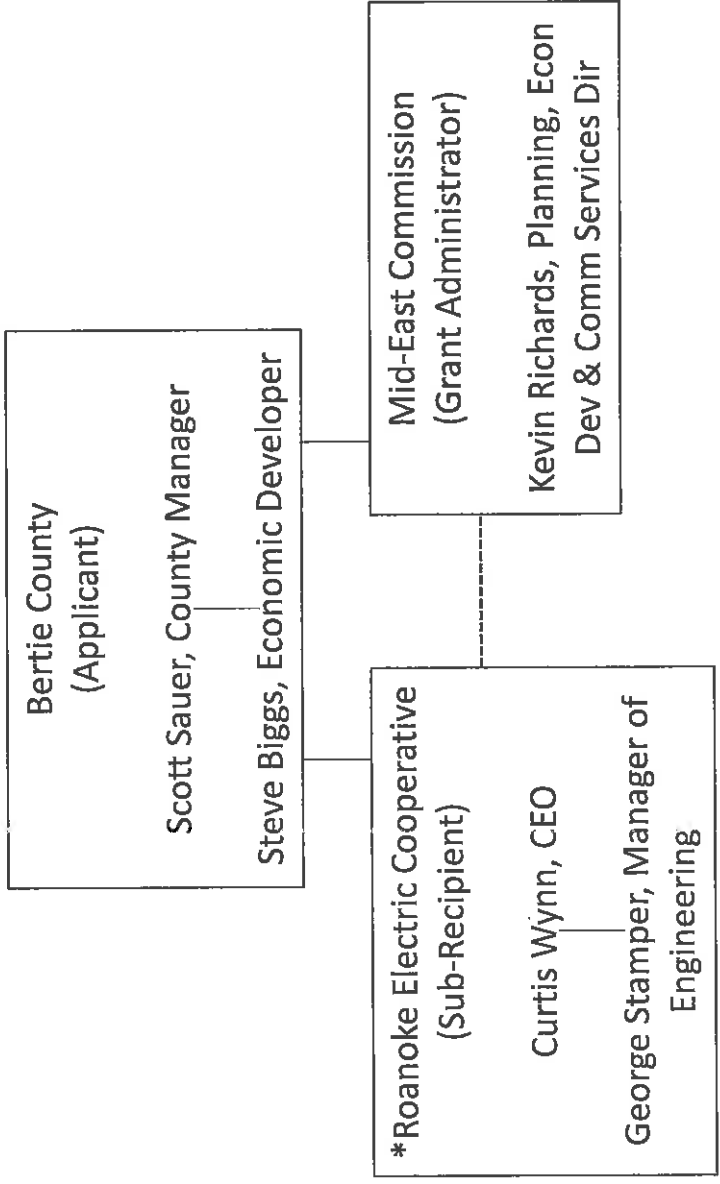 Bertie County
(Applicant)
Scott Sauer, County Manager
Steve Biggs, Economic Developer
*Roanoke Electric Cooperative
(Sub-Recipient)
Curtis Wynn, CEO
George Stamper, Manager of
Engineering
Mid-East Commission
(Grant Administrator)
Kevin Richards, Planning, Econ
Dev & Comm Services Dir